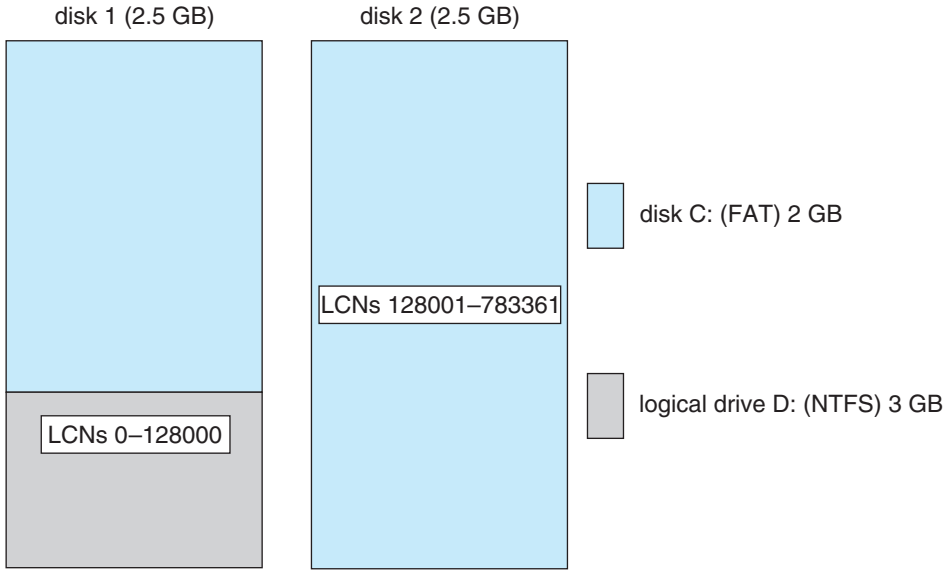 disk 1 (2.5 GB)
disk 2 (2.5 GB)
disk C: (FAT) 2 GB
LCNs 128001–783361
logical drive D: (NTFS) 3 GB
LCNs 0–128000